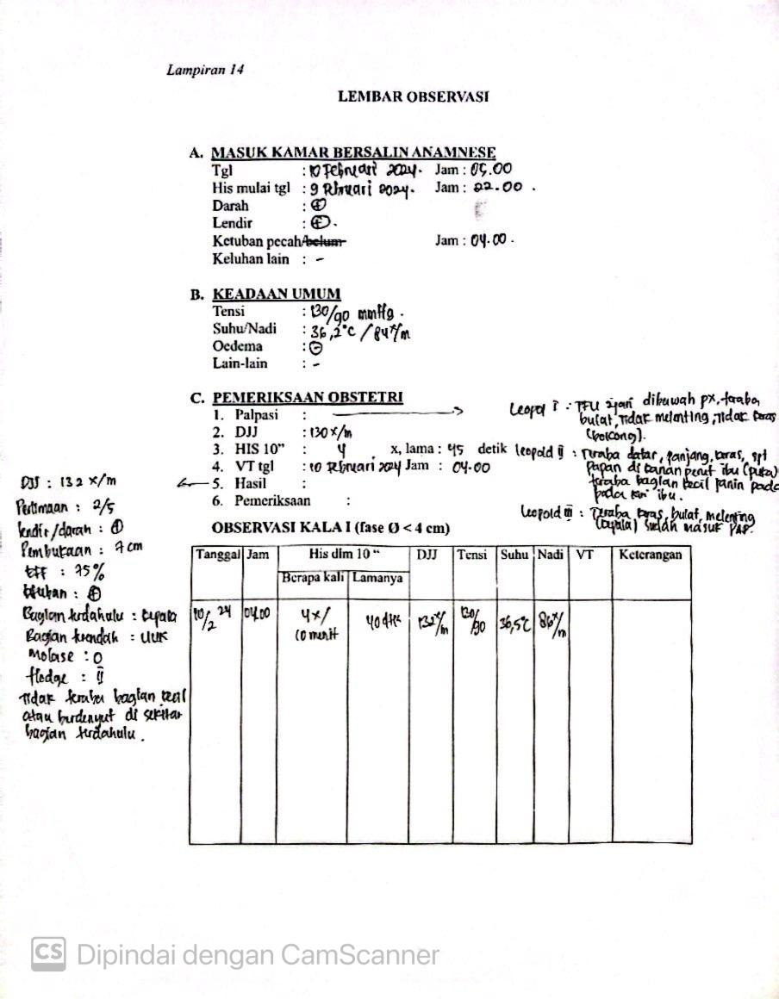 Lampiran 14
LEMBAR OBSERVASI
A. MASUK KAMAR BERSALIN ANAMNESE
Tgl : 10 Februari 2024. Jam : 05.00
His mulai tgl : 9 Februari 2024. Jam : 22.00 .
Darah : ⊕
Lendir : ⊕.
Ketuban pecah/belum Jam : 04.00 .
Keluhan lain : -
B. KEADAAN UMUM
Tensi : 130/90 mmHg .
Suhu/Nadi : 36,2°C / 84x/m
Oedema : ⊖
Lain-lain : -
C. PEMERIKSAAN OBSTETRI
1. Palpasi : →
Leopol I : TFU 2jari dibawah px, teraba
bulat, tidak melenting, tidak keras
(bokong).
2. DJJ : 130 x/m
3. HIS 10" : 4 x, lama : 45 detik
Leopold II : Teraba datar, panjang, keras, spt
papan di kanan perut ibu (puka)
teraba bagian kecil janin pada
pada kiri ibu.
4. VT tgl : 10 Februari 2024 Jam : 04.00
5. Hasil :
6. Pemeriksaan :
Leopold III : Teraba keras, bulat, melenting
(kepala) sudah masuk PAP.
DJJ : 132 x/m
Perlimaan : 2/5
lendir/darah : ⊕
Pembukaan : 7 cm
Eff : 75%
Ketuban : ⊕
Bagian terdahulu : kepala
Bagian terendah : UUK
Molase : 0
Hodge : II
Tidak teraba bagian kecil
atau berdenyut di sekitar
bagian terdahulu .
OBSERVASI KALA I (fase Ø < 4 cm)
Tanggal Jam His dlm 10 " DJJ Tensi Suhu Nadi VT Keterangan
Berapa kali Lamanya
10/2 24 04.00 4x/ 10 menit 40 dtk 132x/m 120/90 36,5°C 86x/m
CS Dipindai dengan CamScanner